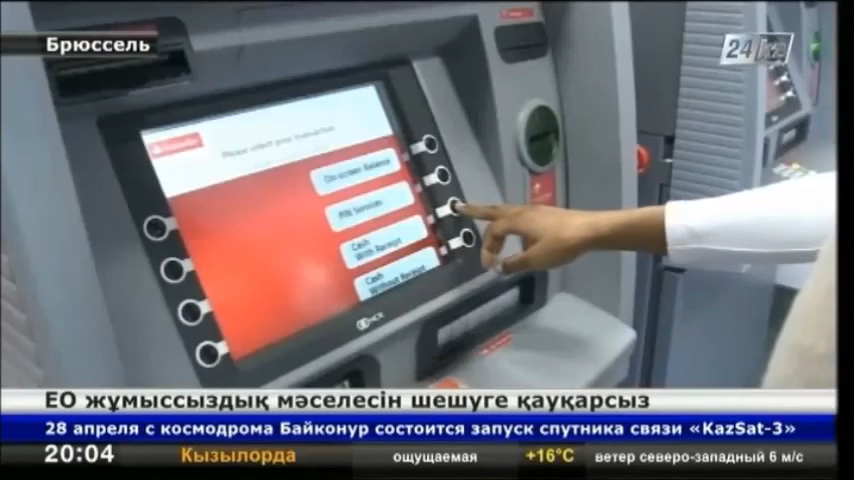 Брюссель
24kz
Santander
Please select your transaction
On-screen Balance
PIN Services
Cash
With Receipt
Cash
Without Receipt
NCR
ЕО жұмыссыздық мәселесін шешуге қауқарсыз
28 апреля с космодрома Байконур состоится запуск спутника связи «KazSat-3»
20:04 Кызылорда ощущаемая +16°C ветер северо-западный 6 м/с